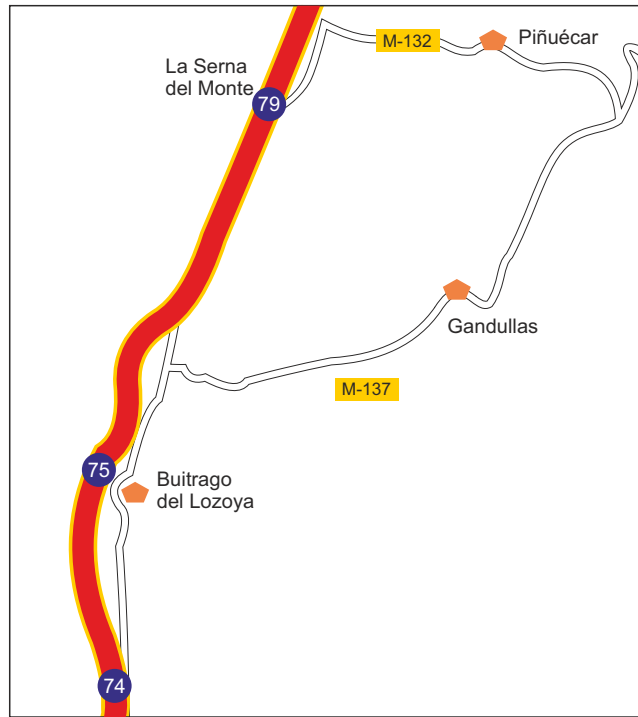 M-132
Piñuécar
La Serna
del Monte
79
Gandullas
M-137
75
Buitrago
del Lozoya
74